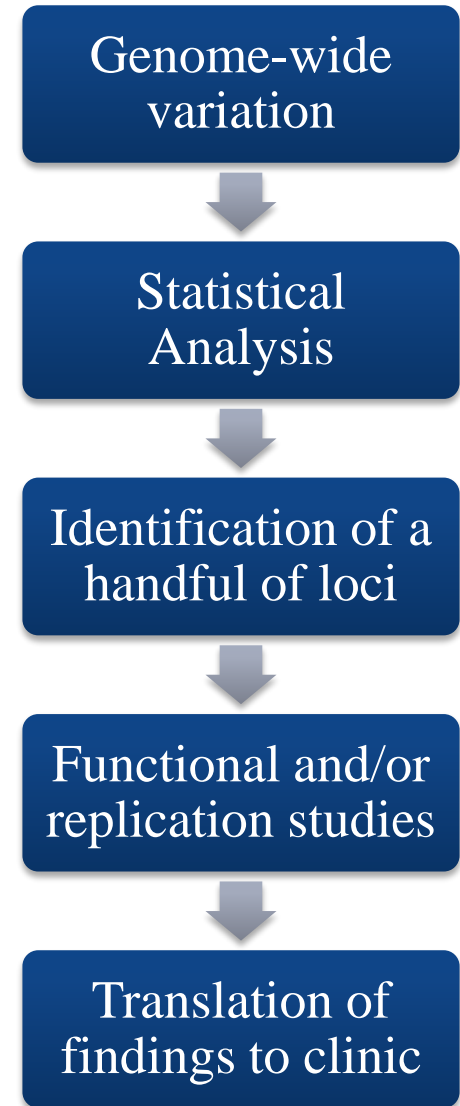 Genome-wide
variation
Statistical
Analysis
Identification of a
handful of loci
Functional and/or
replication studies
Translation of
findings to clinic